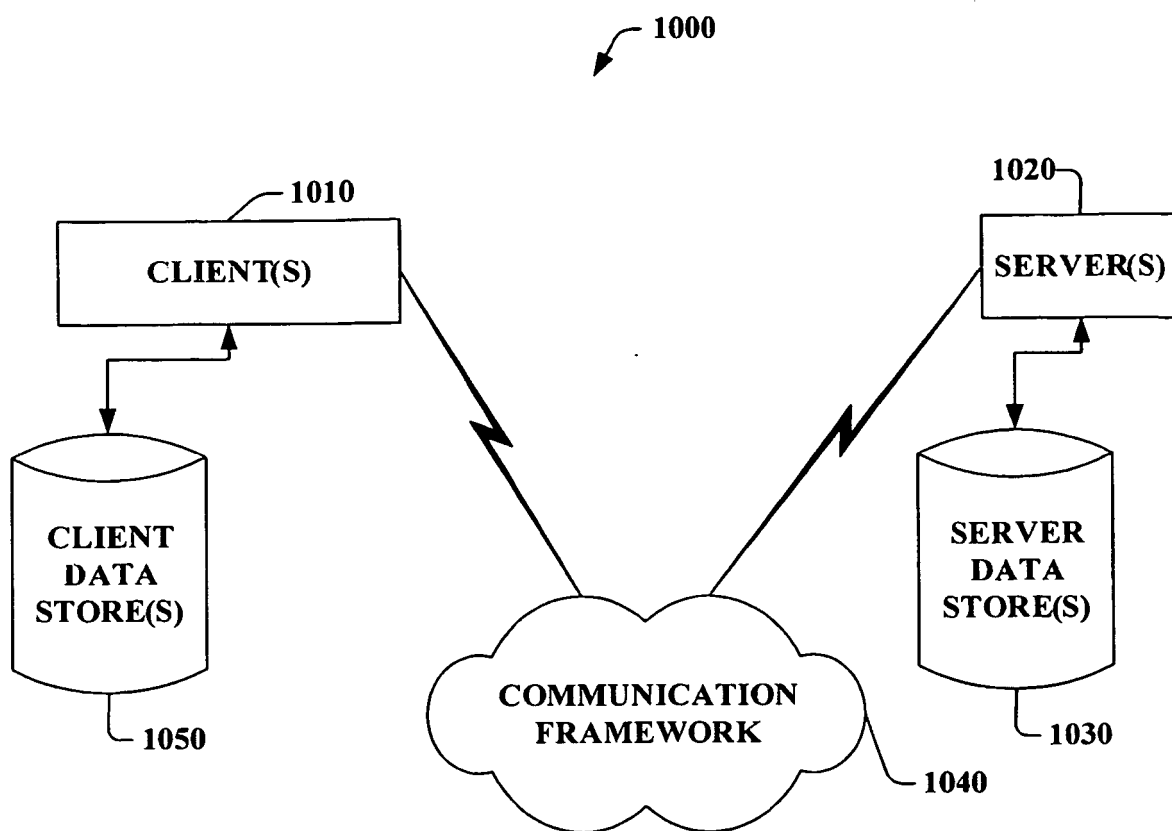 1000
1010
CLIENT(S)
1020
SERVER(S)
CLIENT
DATA
STORE(S)
SERVER
DATA
STORE(S)
COMMUNICATION
FRAMEWORK
1050
1030
1040